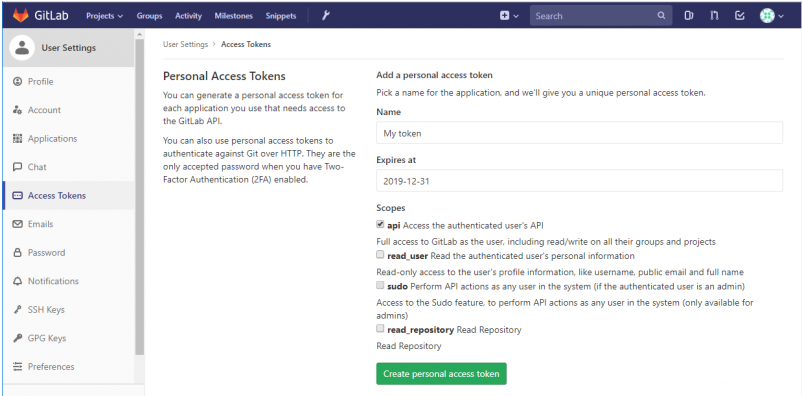 GitLab Projects Groups Activity Milestones Snippets Search
User Settings
User Settings › Access Tokens
Profile
Account
Applications
Chat
Access Tokens
Emails
Password
Notifications
SSH Keys
GPG Keys
Preferences
Personal Access Tokens
You can generate a personal access token for
each application you use that needs access to
the GitLab API.
You can also use personal access tokens to
authenticate against Git over HTTP. They are the
only accepted password when you have Two-
Factor Authentication (2FA) enabled.
Add a personal access token
Pick a name for the application, and we'll give you a unique personal access token.
Name
My token
Expires at
2019-12-31
Scopes
api Access the authenticated user's API
Full access to GitLab as the user, including read/write on all their groups and projects
read_user Read the authenticated user's personal information
Read-only access to the user's profile information, like username, public email and full name
sudo Perform API actions as any user in the system (if the authenticated user is an admin)
Access to the Sudo feature, to perform API actions as any user in the system (only available for
admins)
read_repository Read Repository
Read Repository
Create personal access token